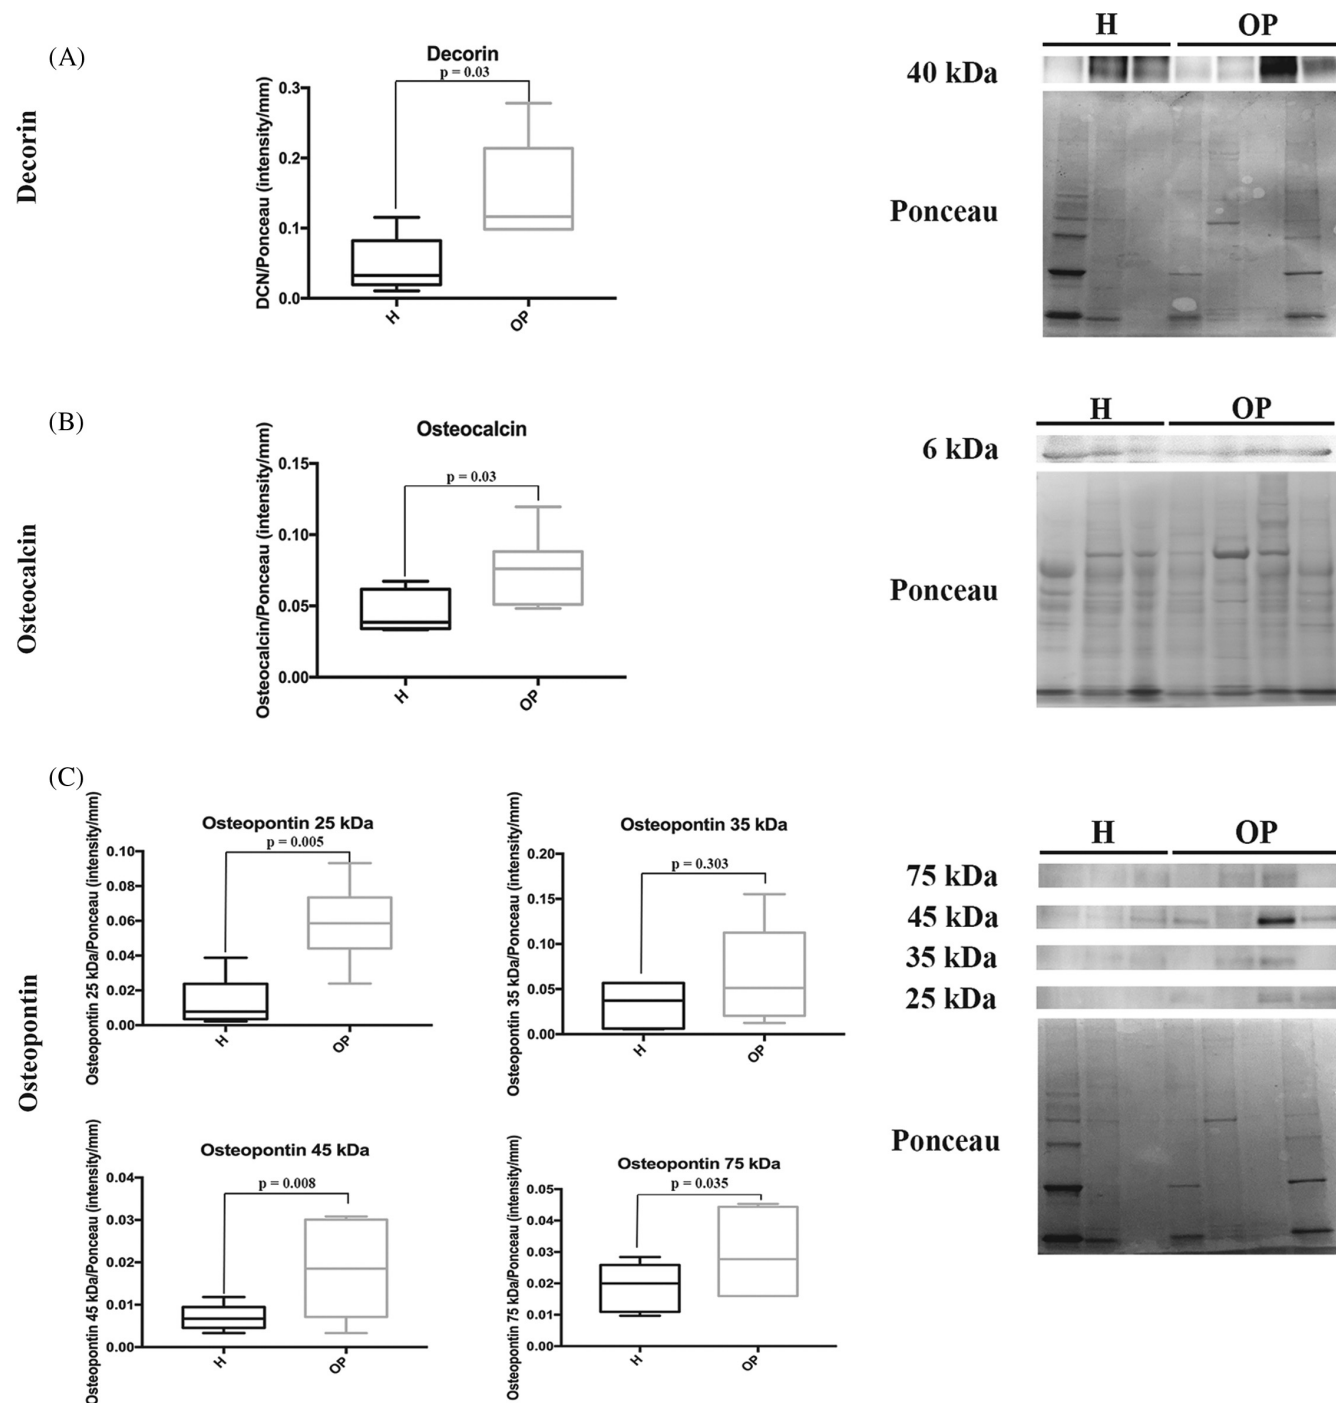 (A)
Decorin
Decorin
p = 0.03
DCN/Ponceau (intensity/mm)
0.3
0.2
0.1
0.0
H
OP
H
OP
40 kDa
Ponceau
(B)
Osteocalcin
Osteocalcin
p = 0.03
Osteocalcin/Ponceau (intensity/mm)
0.15
0.10
0.05
0.00
H
OP
H
OP
6 kDa
Ponceau
(C)
Osteopontin
Osteopontin 25 kDa
p = 0.005
Osteopontin 25 kDa/Ponceau (intensity/mm)
0.10
0.08
0.06
0.04
0.02
0.00
H
OP
Osteopontin 35 kDa
p = 0.303
Osteopontin 35 kDa/Ponceau (intensity/mm)
0.20
0.15
0.10
0.05
0.00
H
OP
Osteopontin 45 kDa
p = 0.008
Osteopontin 45 kDa/Ponceau (intensity/mm)
0.04
0.03
0.02
0.01
0.00
H
OP
Osteopontin 75 kDa
p = 0.035
Osteopontin 75 kDa/Ponceau (intensity/mm)
0.05
0.04
0.03
0.02
0.01
0.00
H
OP
H
OP
75 kDa
45 kDa
35 kDa
25 kDa
Ponceau